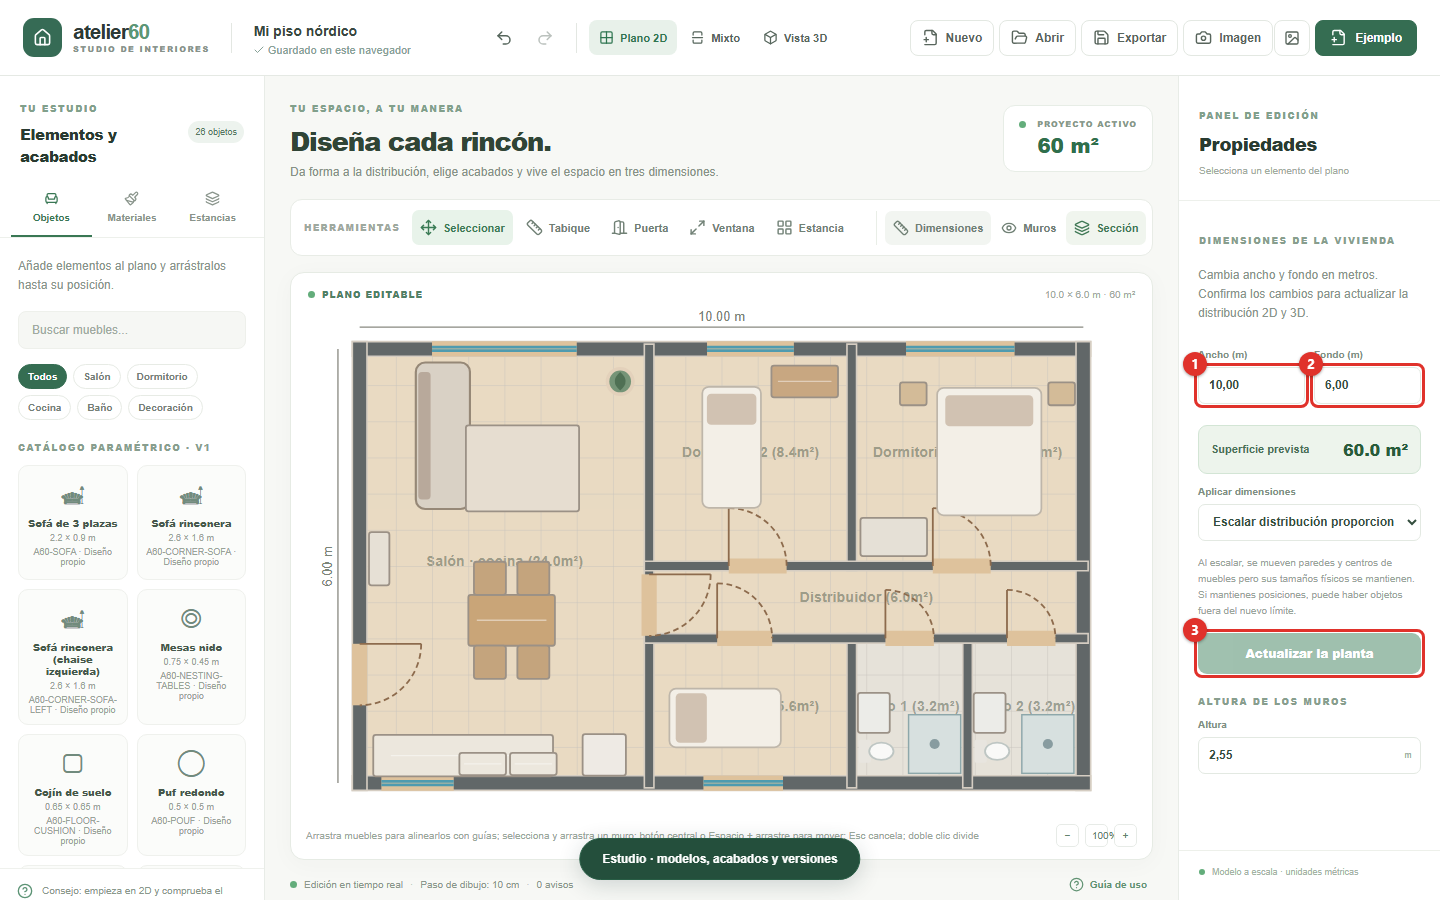 atelier60
STUDIO DE INTERIORES
Mi piso nórdico
Guardado en este navegador
Plano 2D
Mixto
Vista 3D
Nuevo
Abrir
Exportar
Imagen
Ejemplo
TU ESTUDIO
Elementos y
acabados
26 objetos
Objetos
Materiales
Estancias
Añade elementos al plano y arrástralos
hasta su posición.
Buscar muebles...
Todos
Salón
Dormitorio
Cocina
Baño
Decoración
CATÁLOGO PARAMÉTRICO · V1
Sofá de 3 plazas
2.2 × 0.9 m
A60-SOFA · Diseño
propio
Sofá rinconera
2.6 × 1.6 m
A60-CORNER-SOFA ·
Diseño propio
Sofá rinconera
(chaise
izquierda)
2.6 × 1.6 m
A60-CORNER-SOFA-
LEFT · Diseño propio
Mesas nido
0.75 × 0.45 m
A60-NESTING-
TABLES · Diseño
propio
Cojín de suelo
0.65 × 0.65 m
A60-FLOOR-
CUSHION · Diseño
propio
Puf redondo
0.5 × 0.5 m
A60-POUF · Diseño
propio
Consejo: empieza en 2D y comprueba el
TU ESPACIO, A TU MANERA
Diseña cada rincón.
Da forma a la distribución, elige acabados y vive el espacio en tres dimensiones.
PROYECTO ACTIVO
60 m²
HERRAMIENTAS
Seleccionar
Tabique
Puerta
Ventana
Estancia
Dimensiones
Muros
Sección
PLANO EDITABLE
10.0 × 6.0 m · 60 m²
10.00 m
6.00 m
Do 2 (8.4m²)
Dormitori m²)
Salón · cocina (24.0m²)
Distribuidor (6.0m²)
5.6m²)
o 1 (3.2m²)
o 2 (3.2m²)
Arrastra muebles para alinearlos con guías; selecciona y arrastra un muro; botón central o Espacio + arrastre para mover; Esc cancela; doble clic divide
−
100%
+
Estudio · modelos, acabados y versiones
Edición en tiempo real · Paso de dibujo: 10 cm · 0 avisos
Guía de uso
PANEL DE EDICIÓN
Propiedades
Selecciona un elemento del plano
DIMENSIONES DE LA VIVIENDA
Cambia ancho y fondo en metros.
Confirma los cambios para actualizar la
distribución 2D y 3D.
1
Ancho (m)
10,00
2
Fondo (m)
6,00
Superficie prevista
60.0 m²
Aplicar dimensiones
Escalar distribución proporcion
Al escalar, se mueven paredes y centros de
muebles pero sus tamaños físicos se mantienen.
Si mantienes posiciones, puede haber objetos
fuera del nuevo límite.
3
Actualizar la planta
ALTURA DE LOS MUROS
Altura
2,55
m
Modelo a escala · unidades métricas